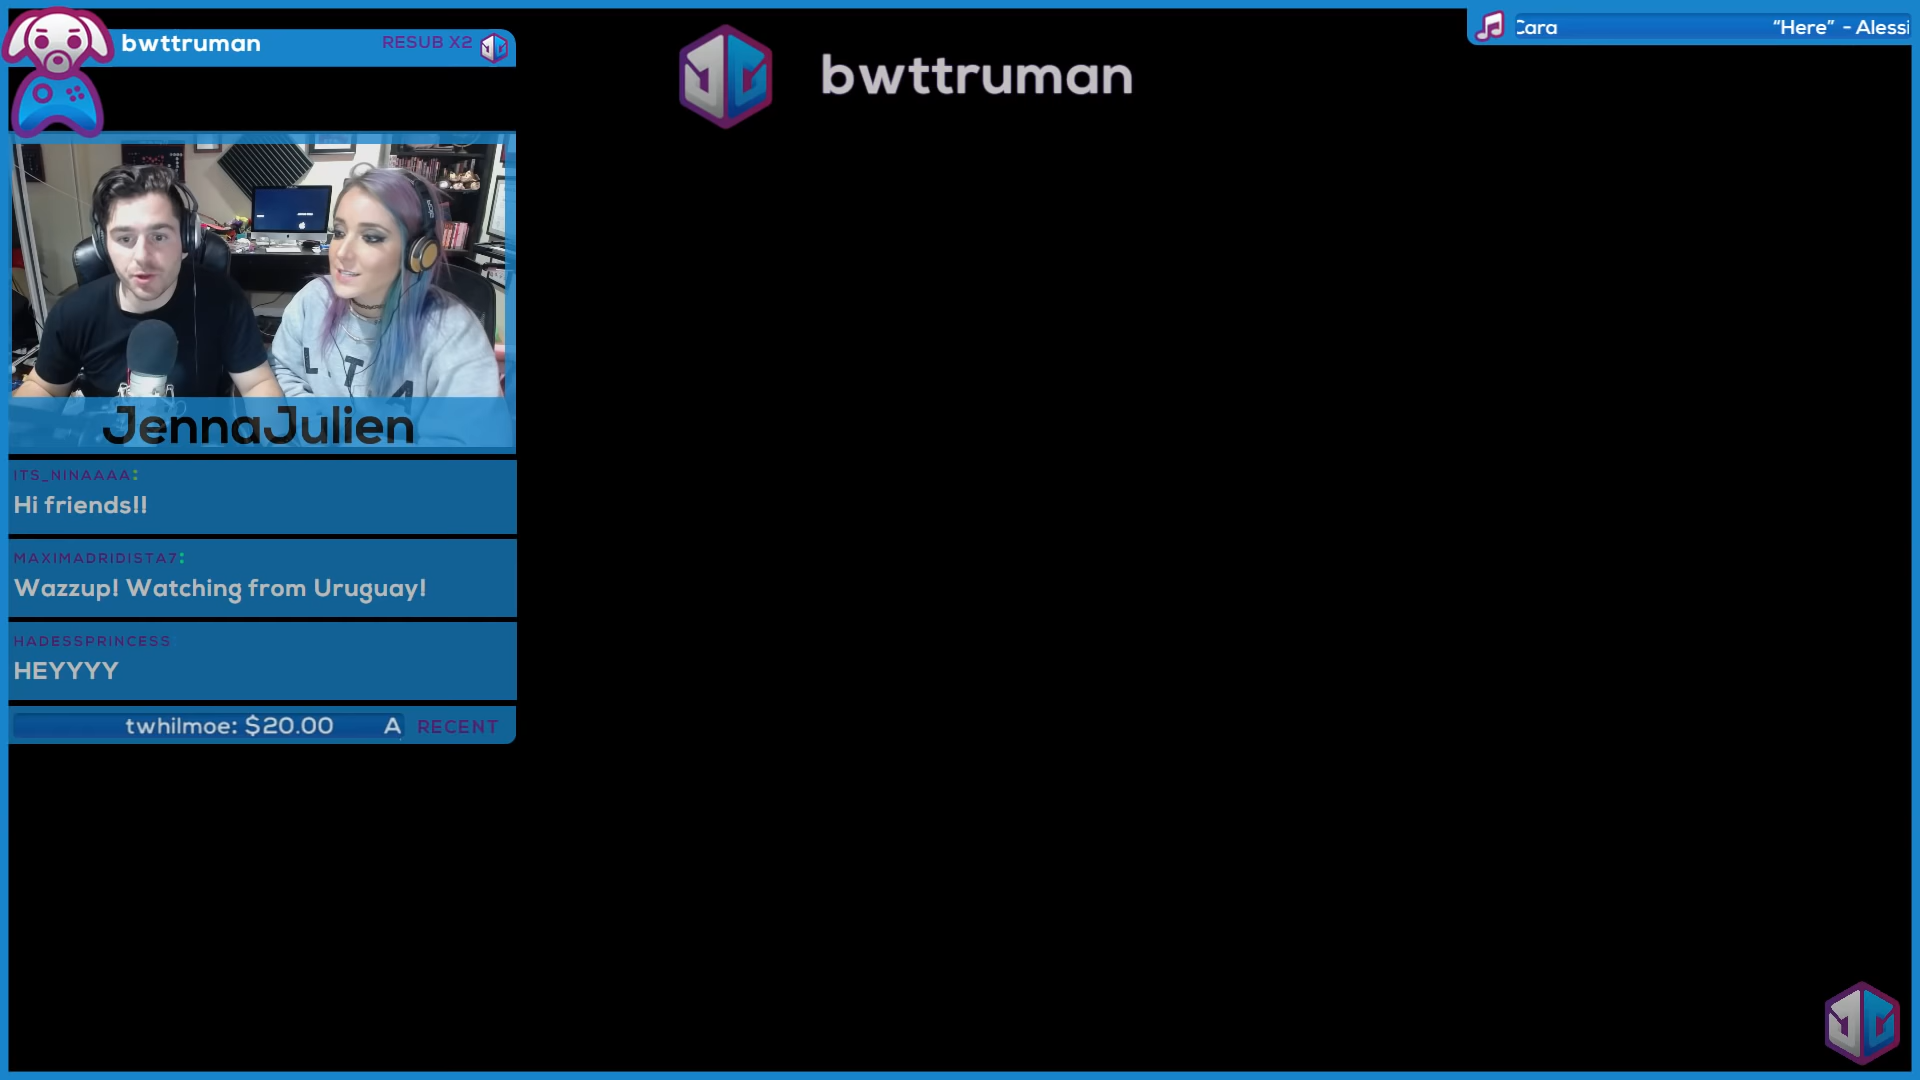 bwttruman
RESUB X2
bwttruman
Cara
“Here” - Alessi
L T A
JennaJulien
ITS_NINAAAA:
Hi friends!!
MAXIMADRIDISTA7:
Wazzup! Watching from Uruguay!
HADESSPRINCESS
HEYYYY
twhilmoe: $20.00
A
RECENT